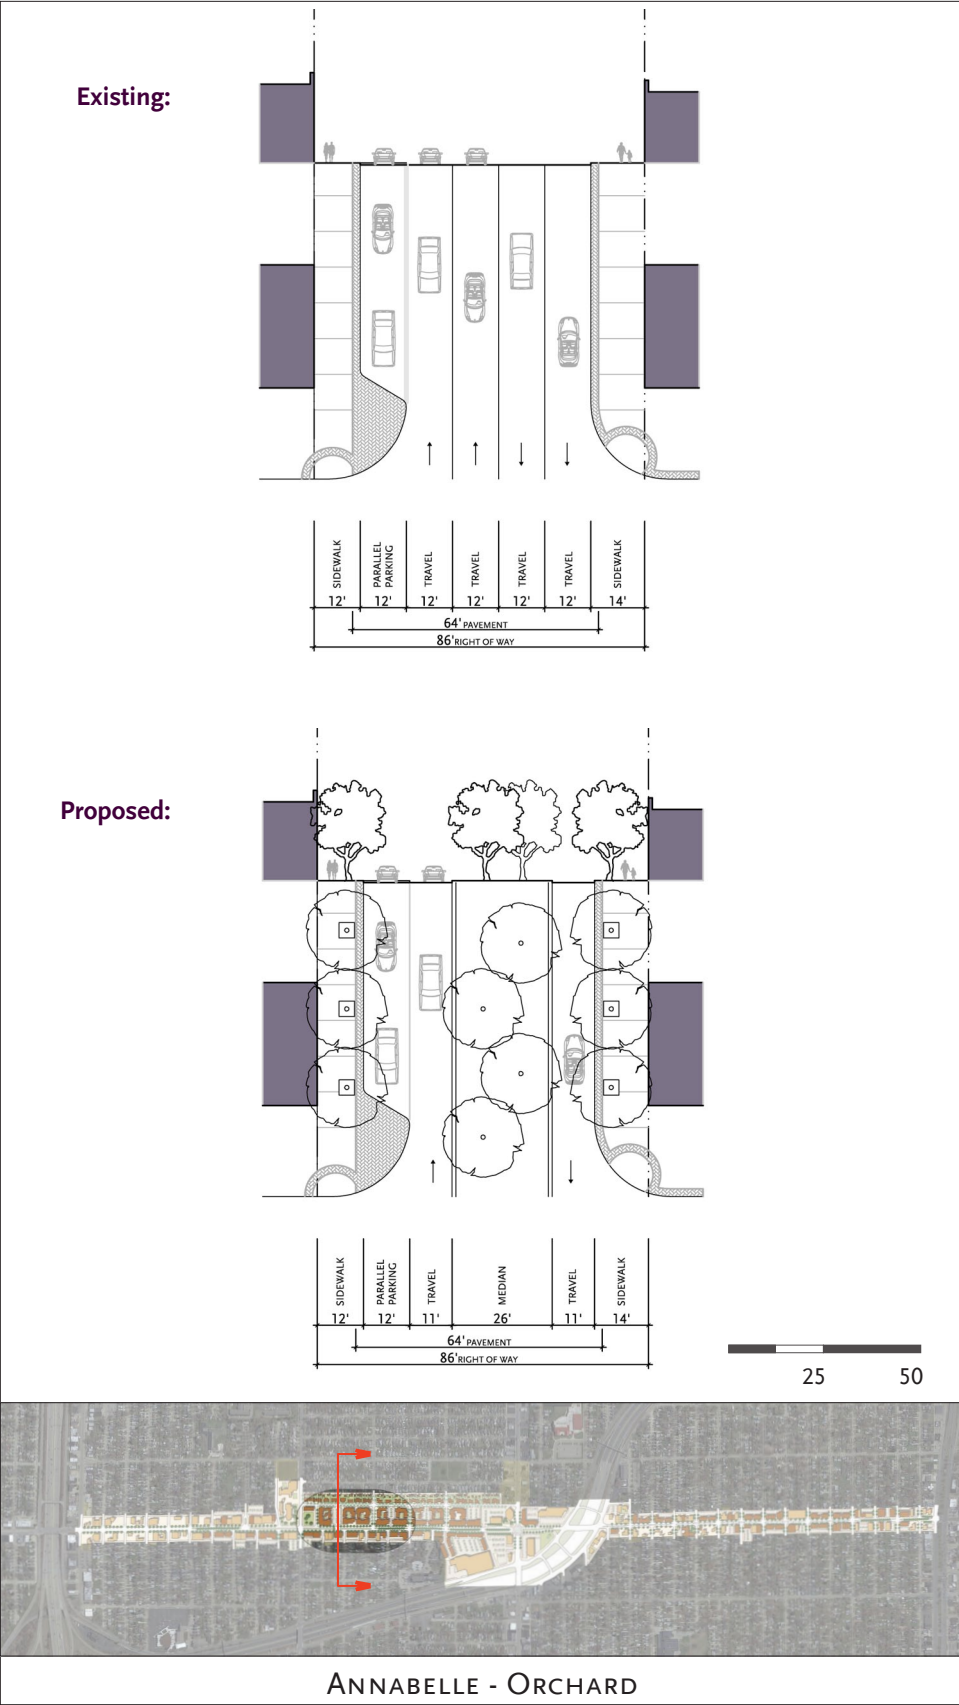 Existing:
SIDEWALK
PARALLEL
PARKING
TRAVEL
TRAVEL
TRAVEL
TRAVEL
SIDEWALK
12' 12' 12' 12' 12' 12' 14'
64' PAVEMENT
86' RIGHT OF WAY
Proposed:
SIDEWALK
PARALLEL
PARKING
TRAVEL
MEDIAN
TRAVEL
SIDEWALK
12' 12' 11' 26' 11' 14'
64' PAVEMENT
86' RIGHT OF WAY
25 50
ANNABELLE - ORCHARD